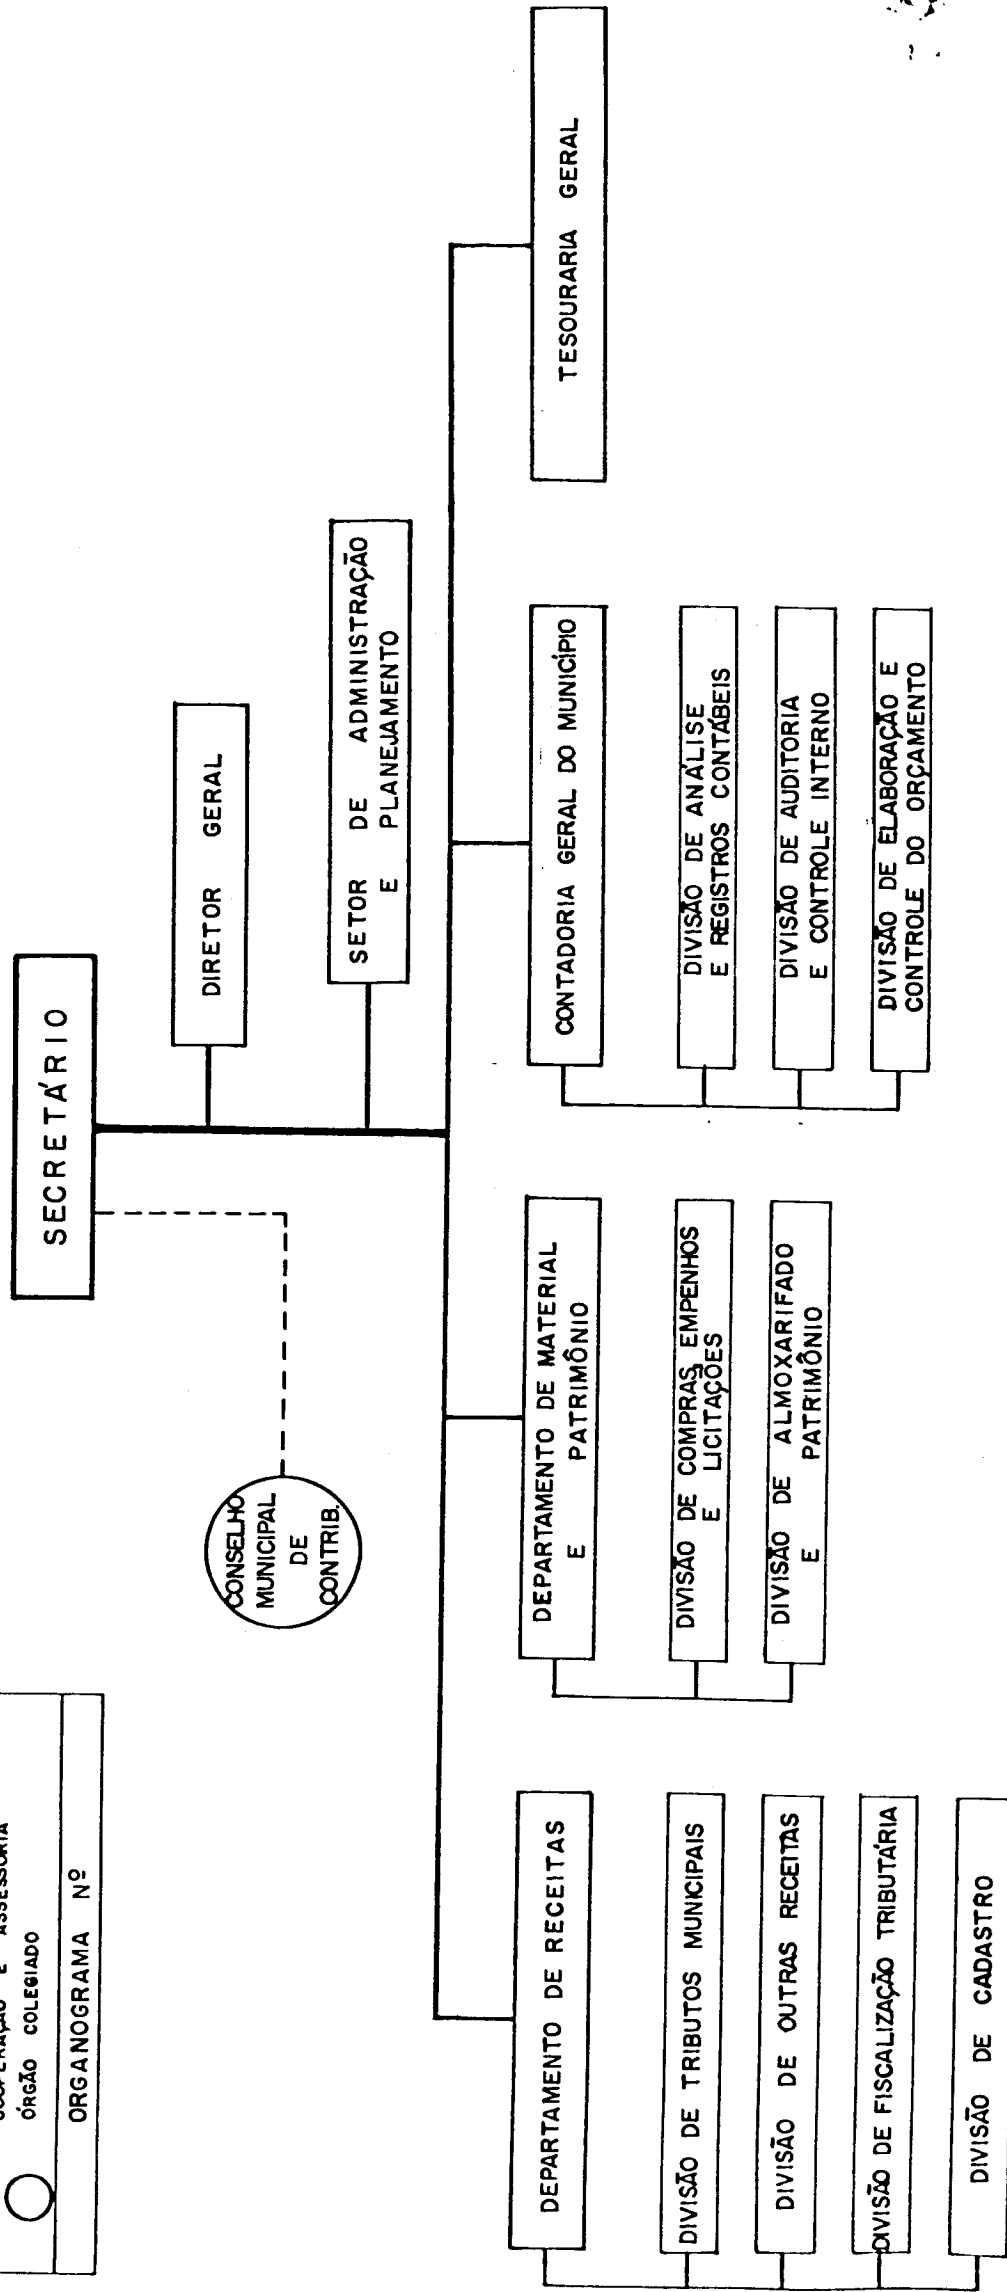 COOPERAÇÃO E ASSESSORIA
ÓRGÃO COLEGIADO
ORGANOGRAMA Nº
SECRETÁRIO
CONSELHO
MUNICIPAL
DE
CONTRIB.
DIRETOR GERAL
SETOR DE ADMINISTRAÇÃO
E PLANEJAMENTO
DEPARTAMENTO DE RECEITAS
DIVISÃO DE TRIBUTOS MUNICIPAIS
DIVISÃO DE OUTRAS RECEITAS
DIVISÃO DE FISCALIZAÇÃO TRIBUTÁRIA
DIVISÃO DE CADASTRO
DEPARTAMENTO DE MATERIAL
E PATRIMÔNIO
DIVISÃO DE COMPRAS, EMPENHOS
E LICITAÇÕES
DIVISÃO DE ALMOXARIFADO
E PATRIMÔNIO
CONTADORIA GERAL DO MUNICÍPIO
DIVISÃO DE ANÁLISE
E REGISTROS CONTÁBEIS
DIVISÃO DE AUDITORIA
E CONTROLE INTERNO
DIVISÃO DE ELABORAÇÃO E
CONTROLE DO ORÇAMENTO
TESOURARIA GERAL